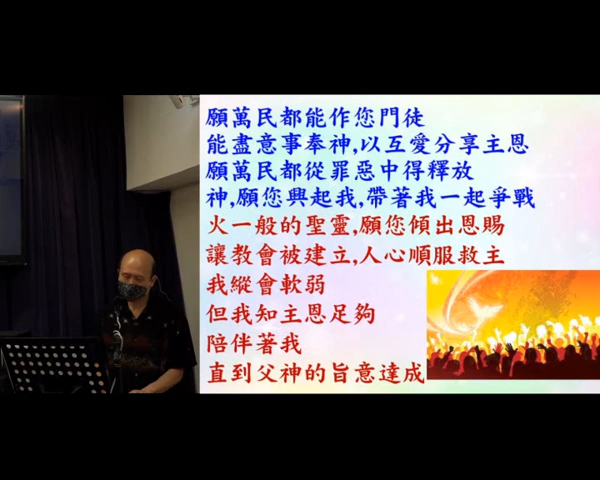 願萬民都能作您門徒
能盡意事奉神,以互愛分享主恩
願萬民都從罪惡中得釋放
神,願您興起我,帶著我一起爭戰
火一般的聖靈,願您傾出恩賜
讓教會被建立,人心順服救主
我縱會軟弱
但我知主恩足夠
陪伴著我
直到父神的旨意達成